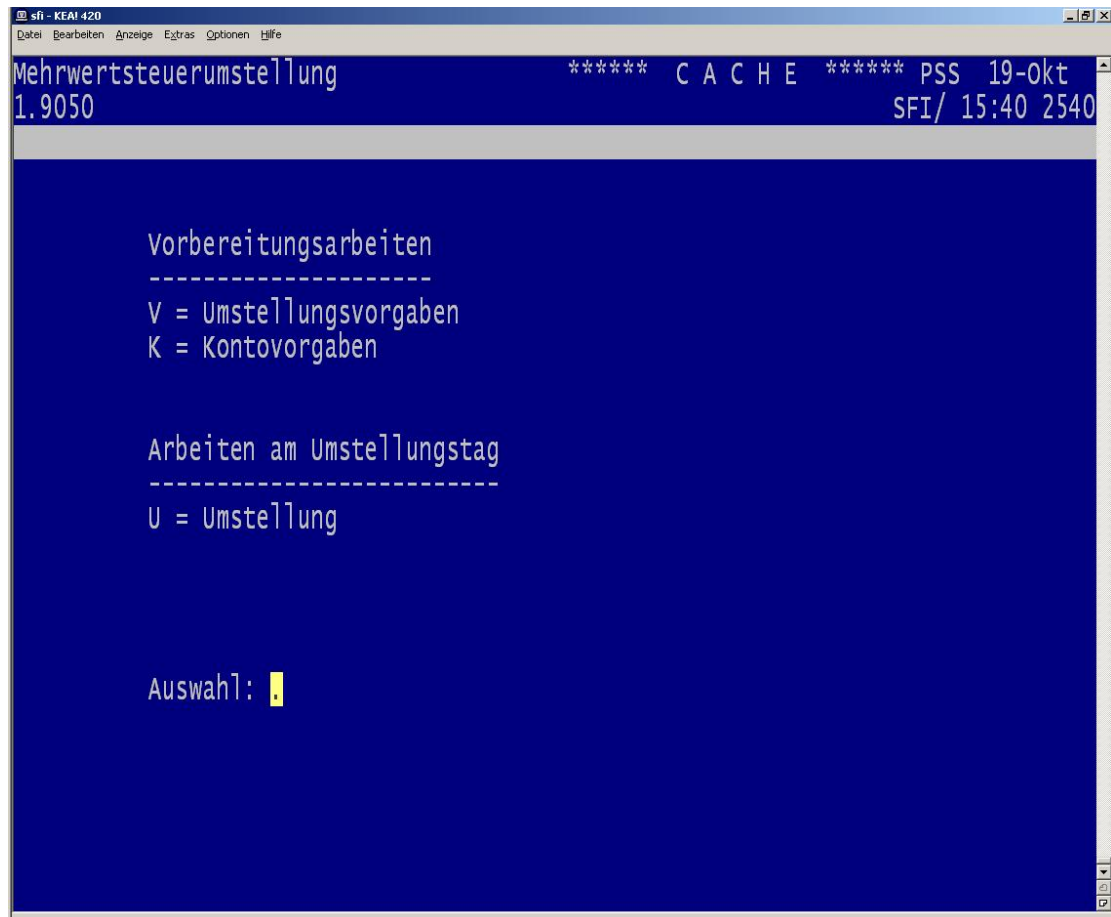 sfi - KEA! 420
Datei Bearbeiten Anzeige Extras Optionen Hilfe
Mehrwertsteuerumstellung ****** C A C H E ****** PSS 19-Okt
1.9050 SFI/ 15:40 2540
Vorbereitungsarbeiten
---------------------
V = Umstellungsvorgaben
K = Kontovorgaben
Arbeiten am Umstellungstag
--------------------------
U = Umstellung
Auswahl: .